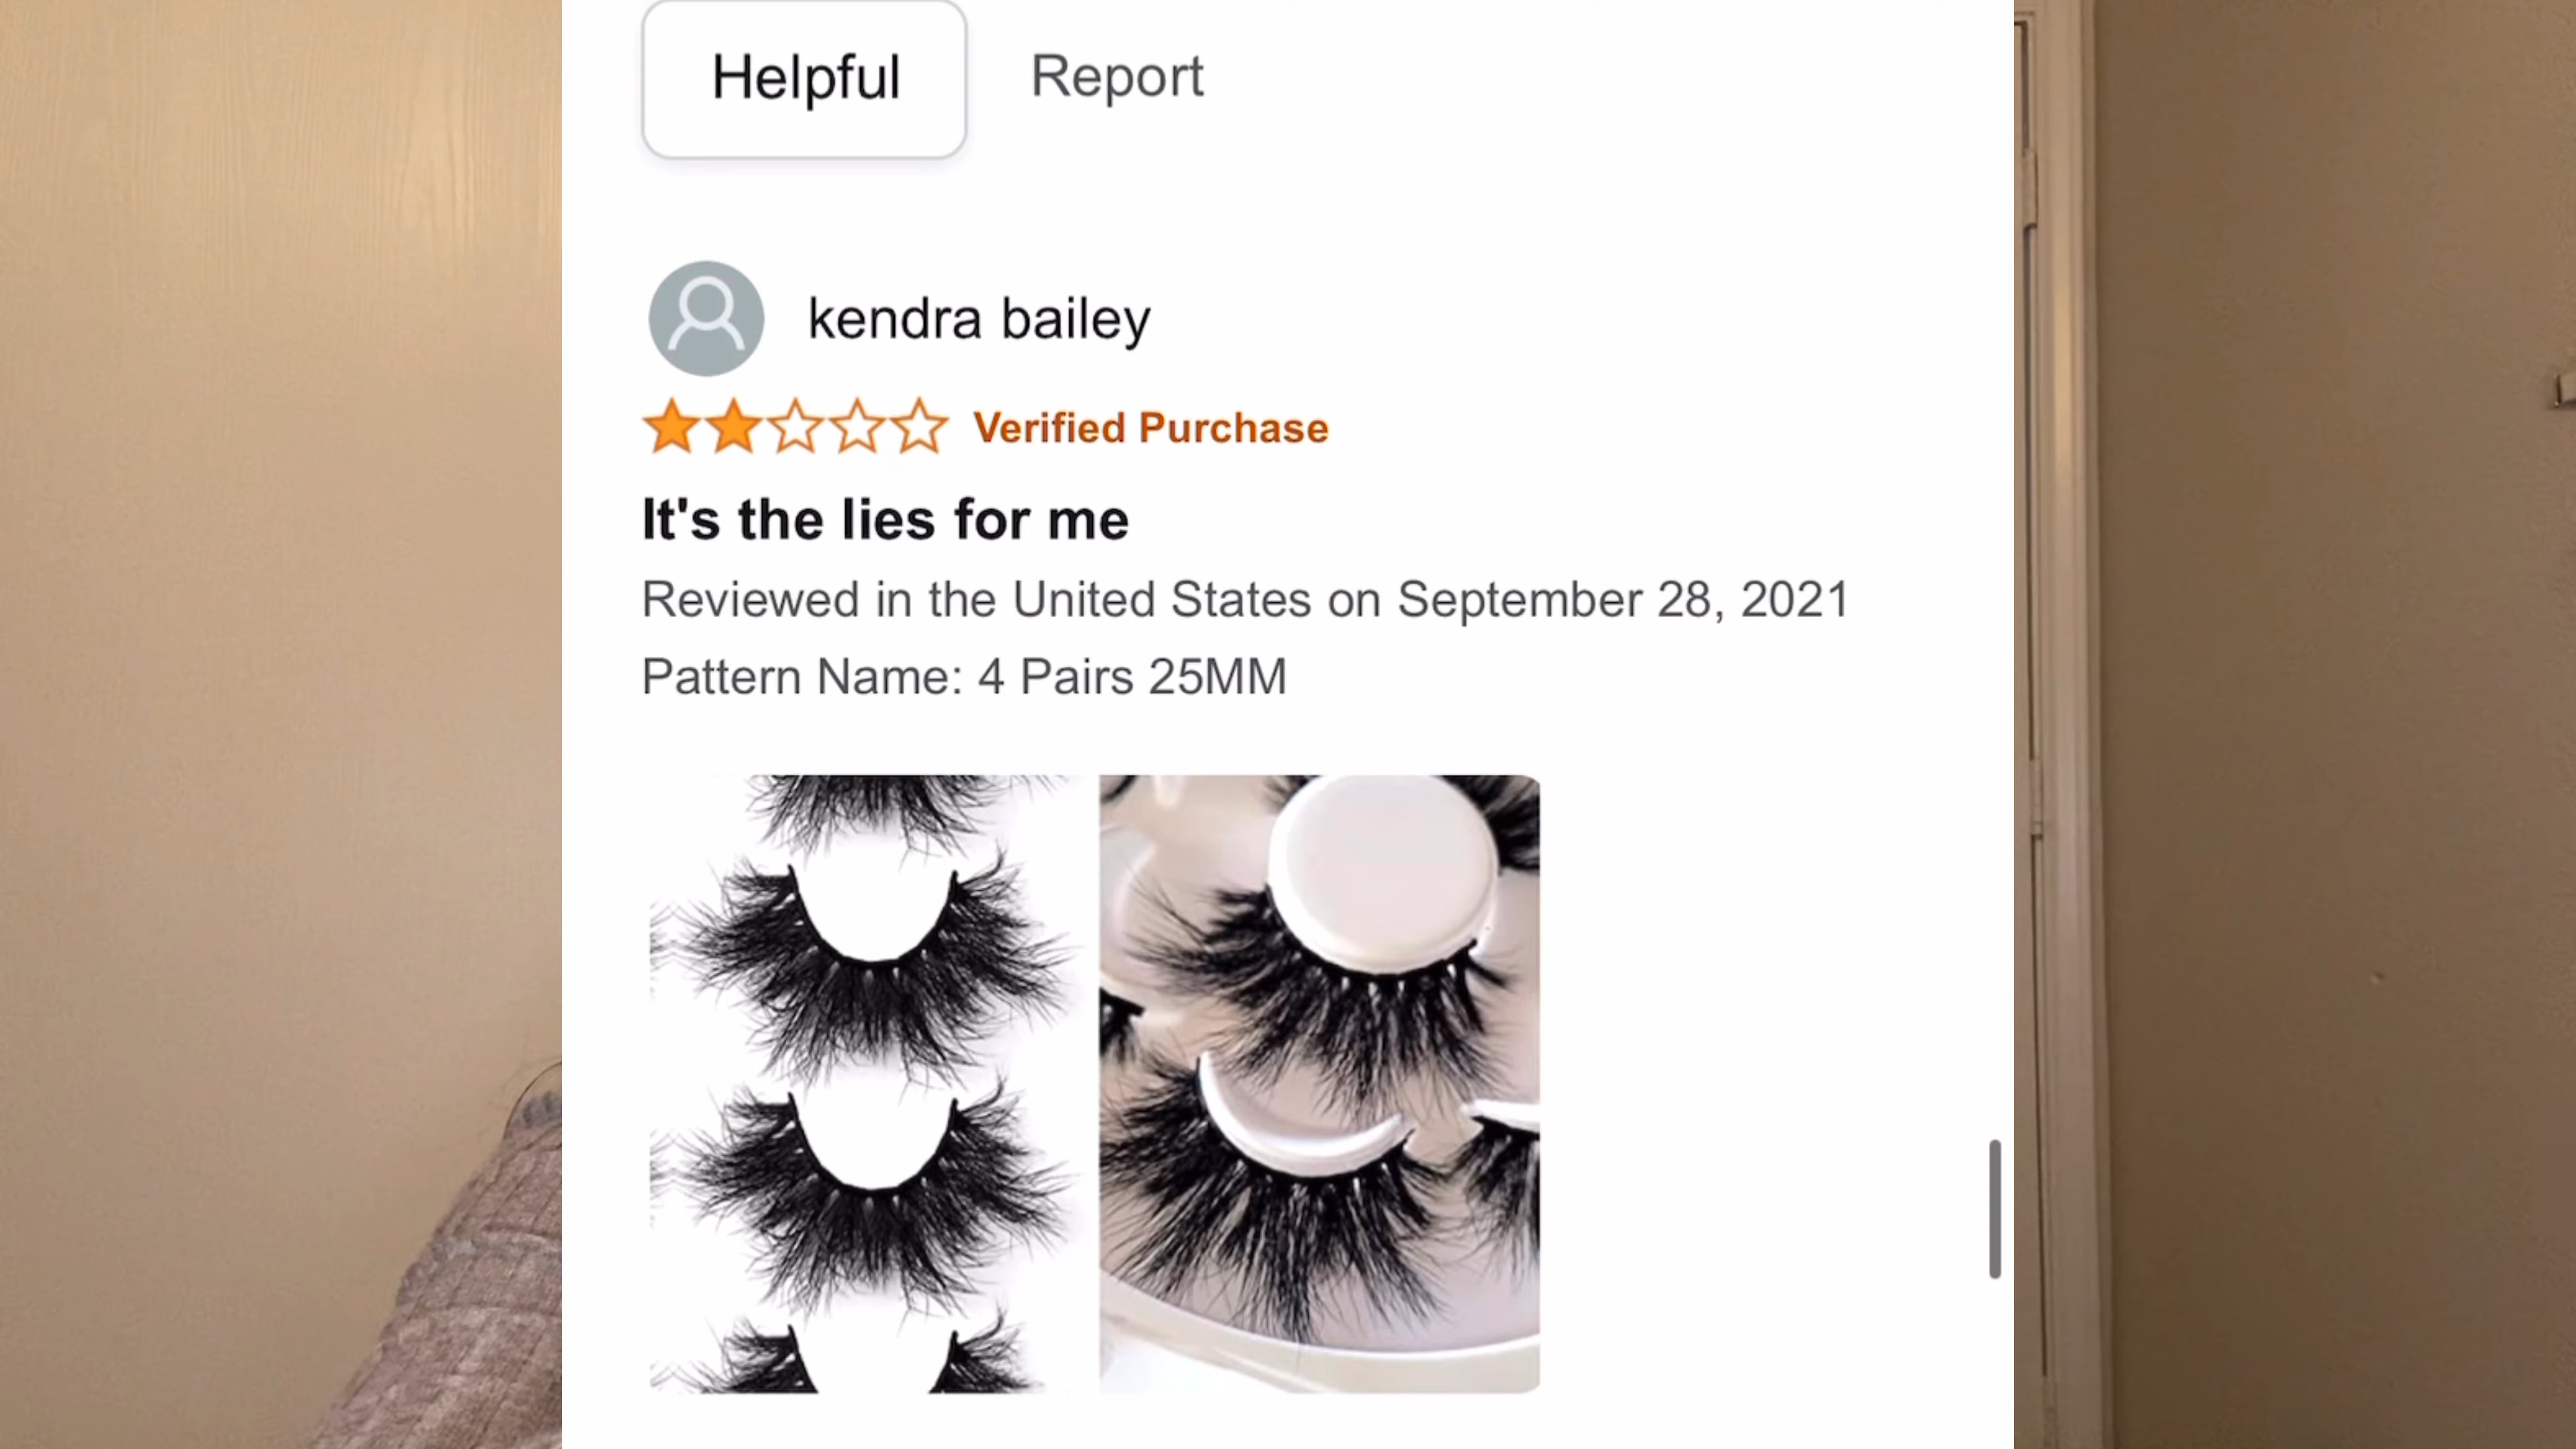 Helpful
Report
kendra bailey
Verified Purchase
It's the lies for me
Reviewed in the United States on September 28, 2021
Pattern Name: 4 Pairs 25MM